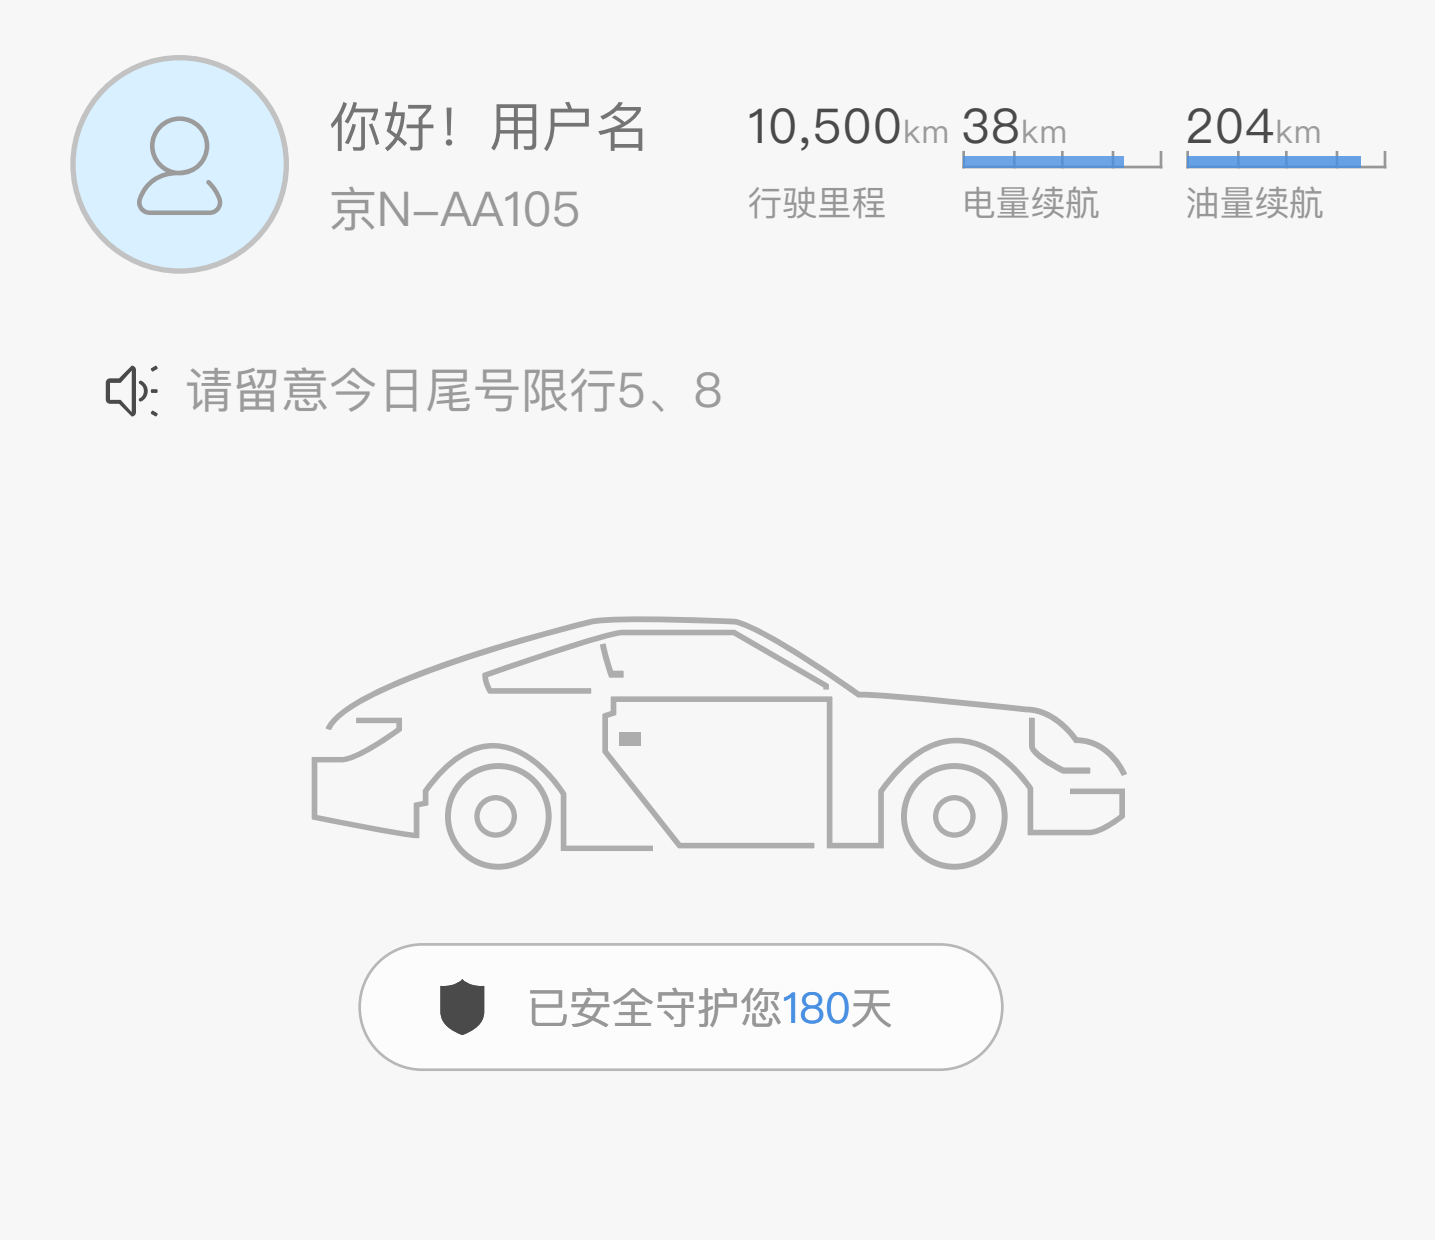 你好！用户名
京N–AA105
10,500km
行驶里程
38km
电量续航
204km
油量续航
请留意今日尾号限行5、8
已安全守护您180天